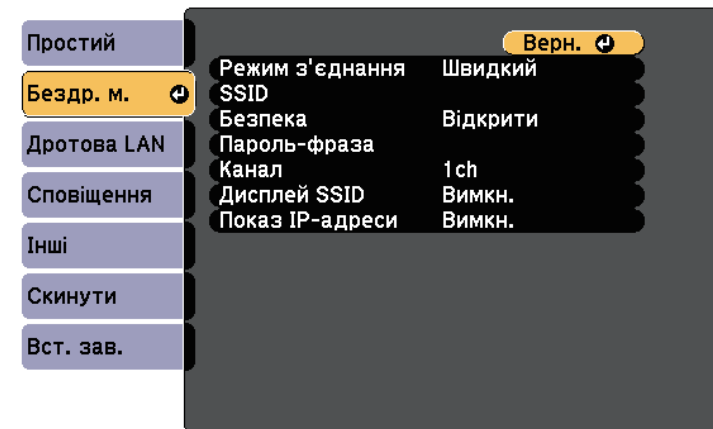 Простий
Бездр. м.
Дротова LAN
Сповіщення
Інші
Скинути
Вст. зав.
Верн.
Режим з'єднання Швидкий
SSID
Безпека Відкрити
Пароль-фраза
Канал 1ch
Дисплей SSID Вимкн.
Показ IP-адреси Вимкн.